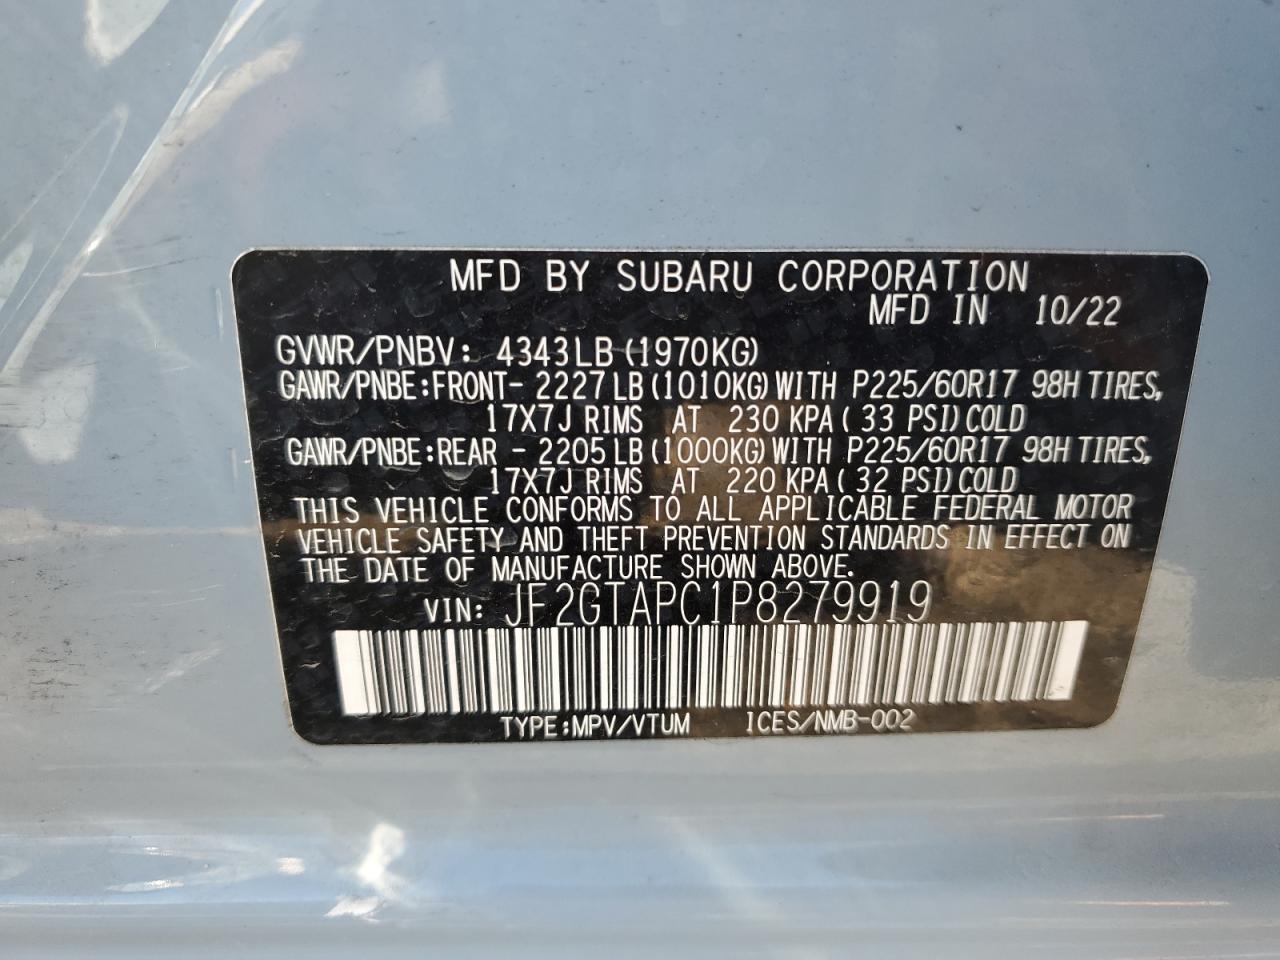 MFD BY SUBARU CORPORATION
MFD IN 10/22
GVWR/PNBV: 4343LB (1970KG)
GAWR/PNBE:FRONT- 2227LB(1010KG)WITH P225/60R17 98H TIRES,
17X7J RIMS AT 230 KPA( 33 PSI)COLD
GAWR/PNBE:REAR - 2205LB(1000KG)WITH P225/60R17 98H TIRES,
17X7J RIMS AT 220 KPA( 32 PSI)COLD
THIS VEHICLE CONFORMS TO ALL APPLICABLE FEDERAL MOTOR
VEHICLE SAFETY AND THEFT PREVENTION STANDARDS IN EFFECT ON
THE DATE OF MANUFACTURE SHOWN ABOVE.
VIN: JF2GTAPC1P8279919
TYPE:MPV/VTUM ICES/NMB-002